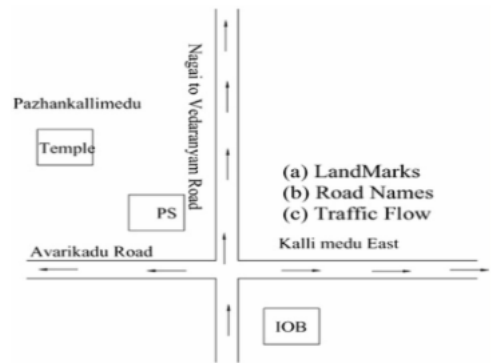 Nagai to Vedaranyam Road
Pazhankallimedu
Temple
PS
(a) LandMarks
(b) Road Names
(c) Traffic Flow
Avarikadu Road
Kalli medu East
IOB